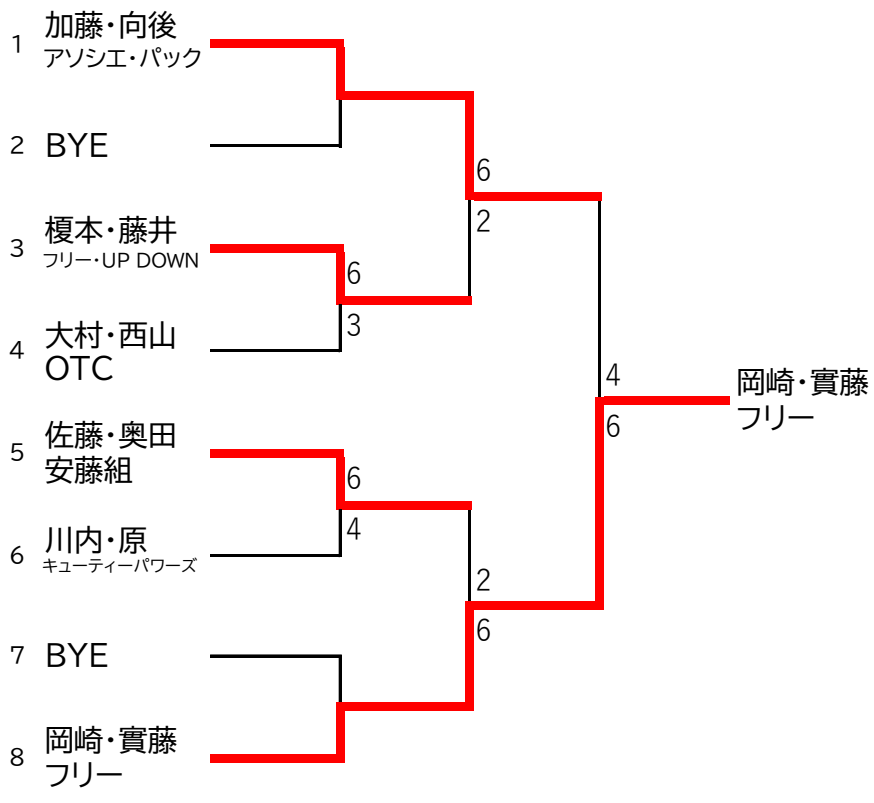 1
加藤・向後
アソシエ・パック
2
BYE
3
榎本・藤井
フリー・UP DOWN
4
大村・西山
OTC
5
佐藤・奥田
安藤組
6
川内・原
キューティーパワーズ
7
BYE
8
岡崎・實藤
フリー
6
3
6
4
6
2
2
6
4
6
岡崎・實藤
フリー